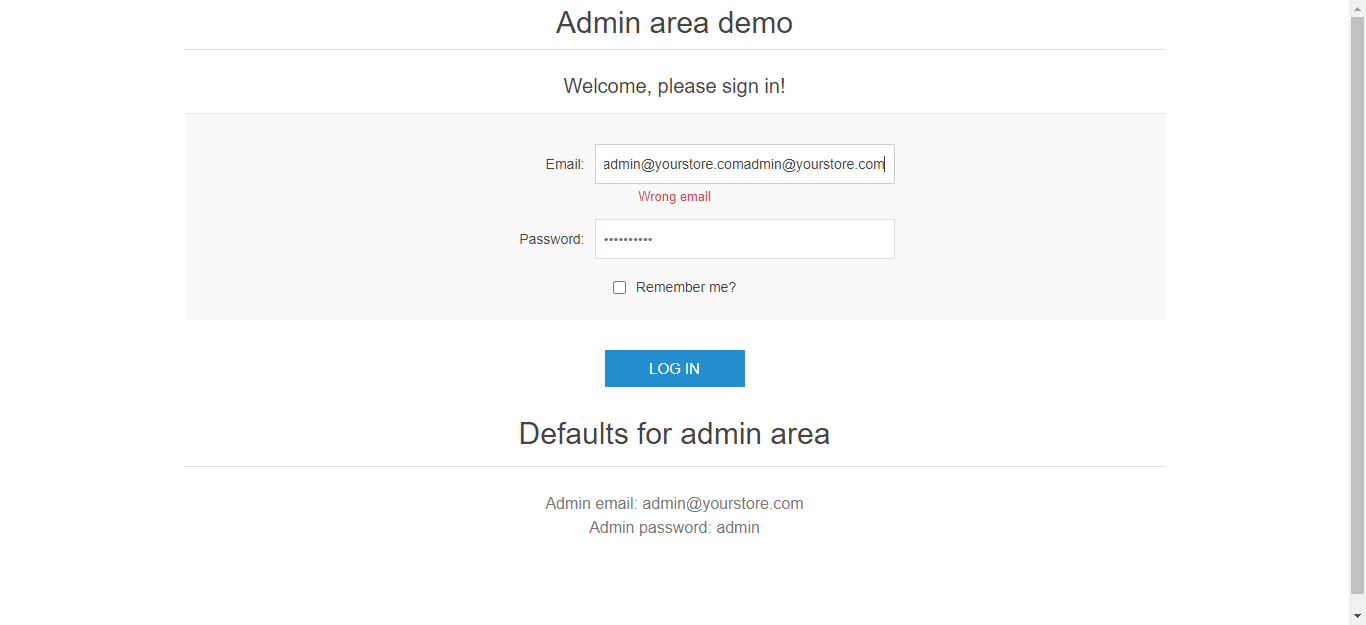 Admin area demo
Welcome, please sign in!
Email: admin@yourstore.comadmin@yourstore.com
Wrong email
Password: ••••••••••
Remember me?
LOG IN
Defaults for admin area
Admin email: admin@yourstore.com
Admin password: admin